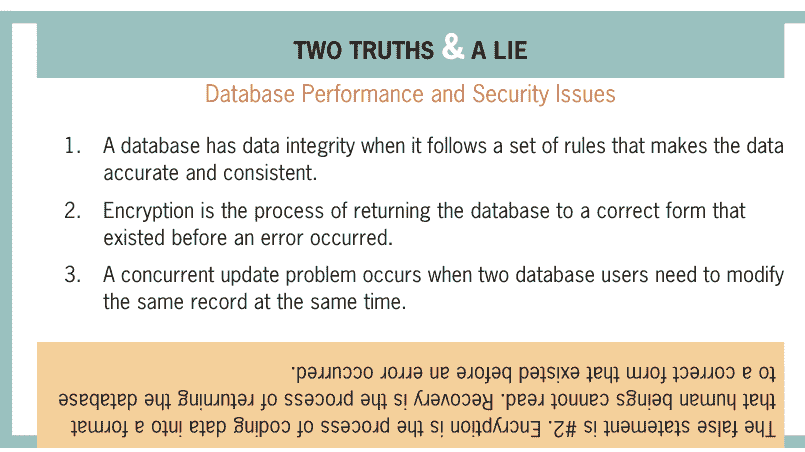 TWO TRUTHS & A LIE
Database Performance and Security Issues
1. A database has data integrity when it follows a set of rules that makes the data
accurate and consistent.
2. Encryption is the process of returning the database to a correct form that
existed before an error occurred.
3. A concurrent update problem occurs when two database users need to modify
the same record at the same time.
The false statement is #2. Encryption is the process of coding data into a format
that human beings cannot read. Recovery is the process of returning the database
to a correct form that existed before an error occurred.